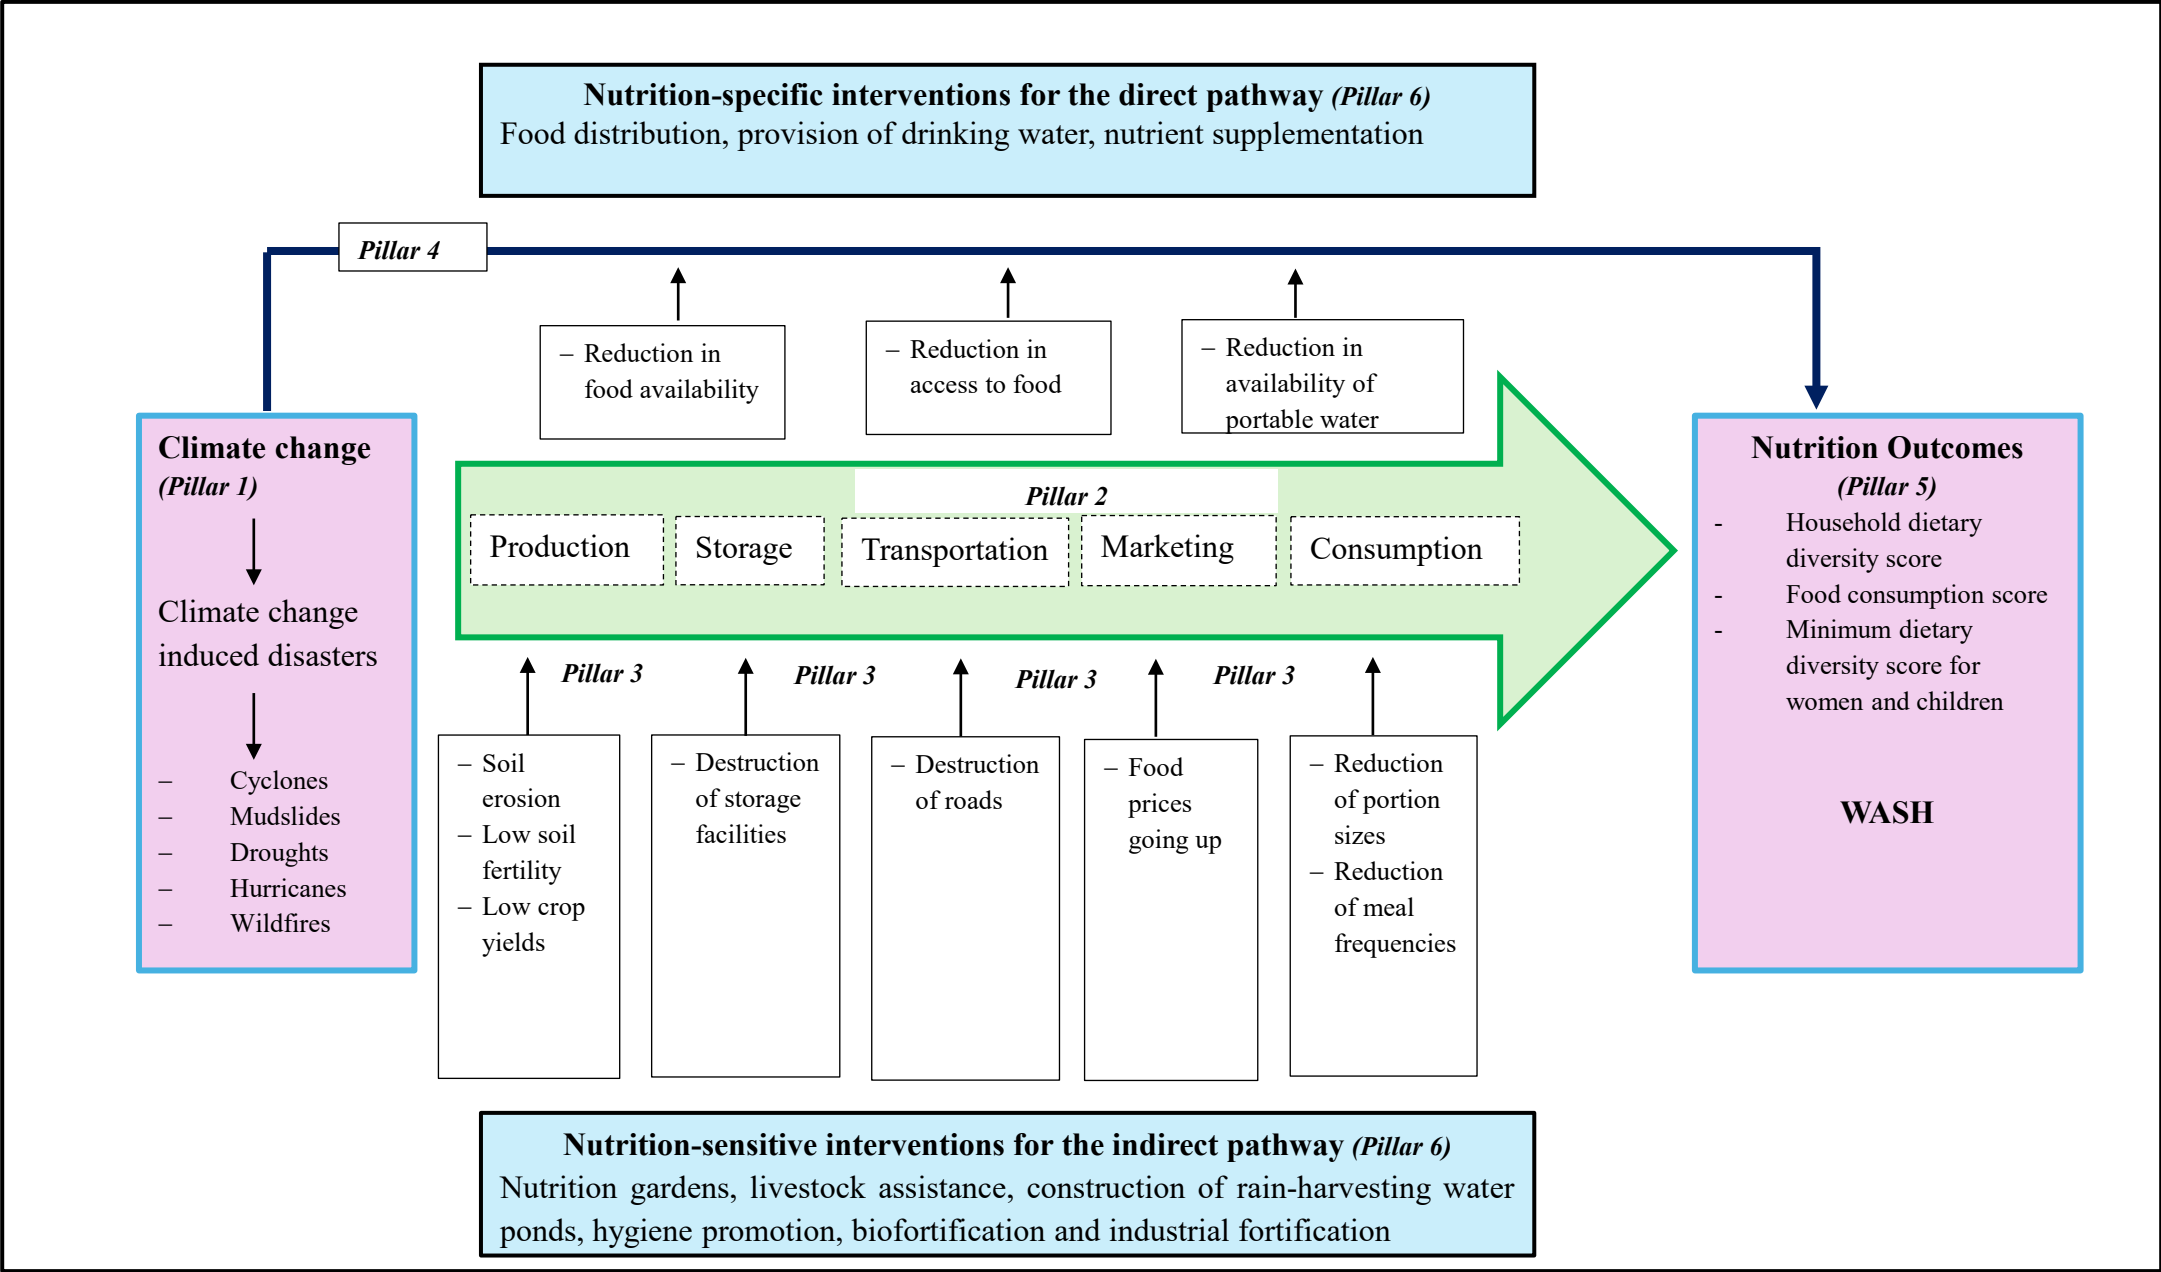 Nutrition-specific interventions for the direct pathway (Pillar 6)
Food distribution, provision of drinking water, nutrient supplementation
Pillar 4
– Reduction in
food availability
– Reduction in
access to food
– Reduction in
availability of
portable water
Climate change
(Pillar 1)
Climate change
induced disasters
– Cyclones
– Mudslides
– Droughts
– Hurricanes
– Wildfires
Pillar 2
Production
Storage
Transportation
Marketing
Consumption
Pillar 3
Pillar 3
Pillar 3
Pillar 3
– Soil
erosion
– Low soil
fertility
– Low crop
yields
– Destruction
of storage
facilities
– Destruction
of roads
– Food
prices
going up
– Reduction
of portion
sizes
– Reduction
of meal
frequencies
Nutrition Outcomes
(Pillar 5)
- Household dietary
diversity score
- Food consumption score
- Minimum dietary
diversity score for
women and children
WASH
Nutrition-sensitive interventions for the indirect pathway (Pillar 6)
Nutrition gardens, livestock assistance, construction of rain-harvesting water
ponds, hygiene promotion, biofortification and industrial fortification